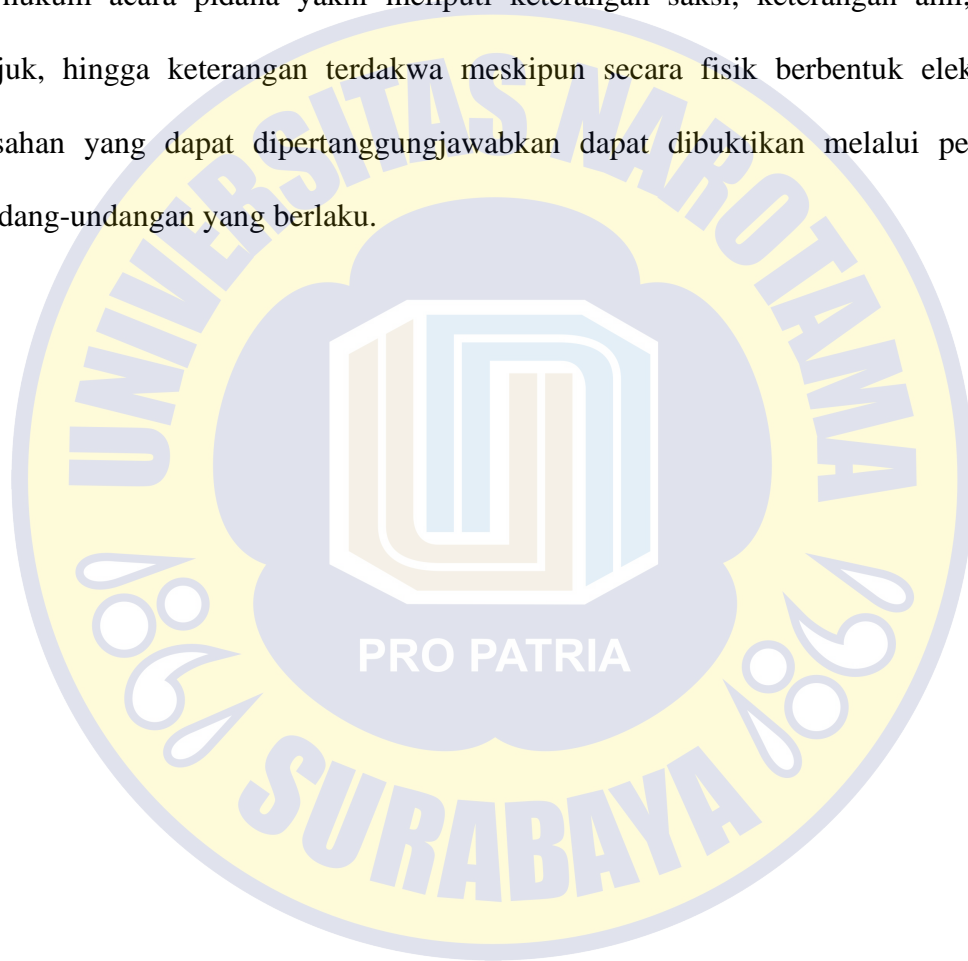 hukum acara pidana yakni meliputi keterangan saksi, keterangan ahli,
juk, hingga keterangan terdakwa meskipun secara fisik berbentuk elek
sahan yang dapat dipertanggungjawabkan dapat dibuktikan melalui pe
dang-undangan yang berlaku.
UNIVERSITAS NAROTAMA
PRO PATRIA
SURABAYA